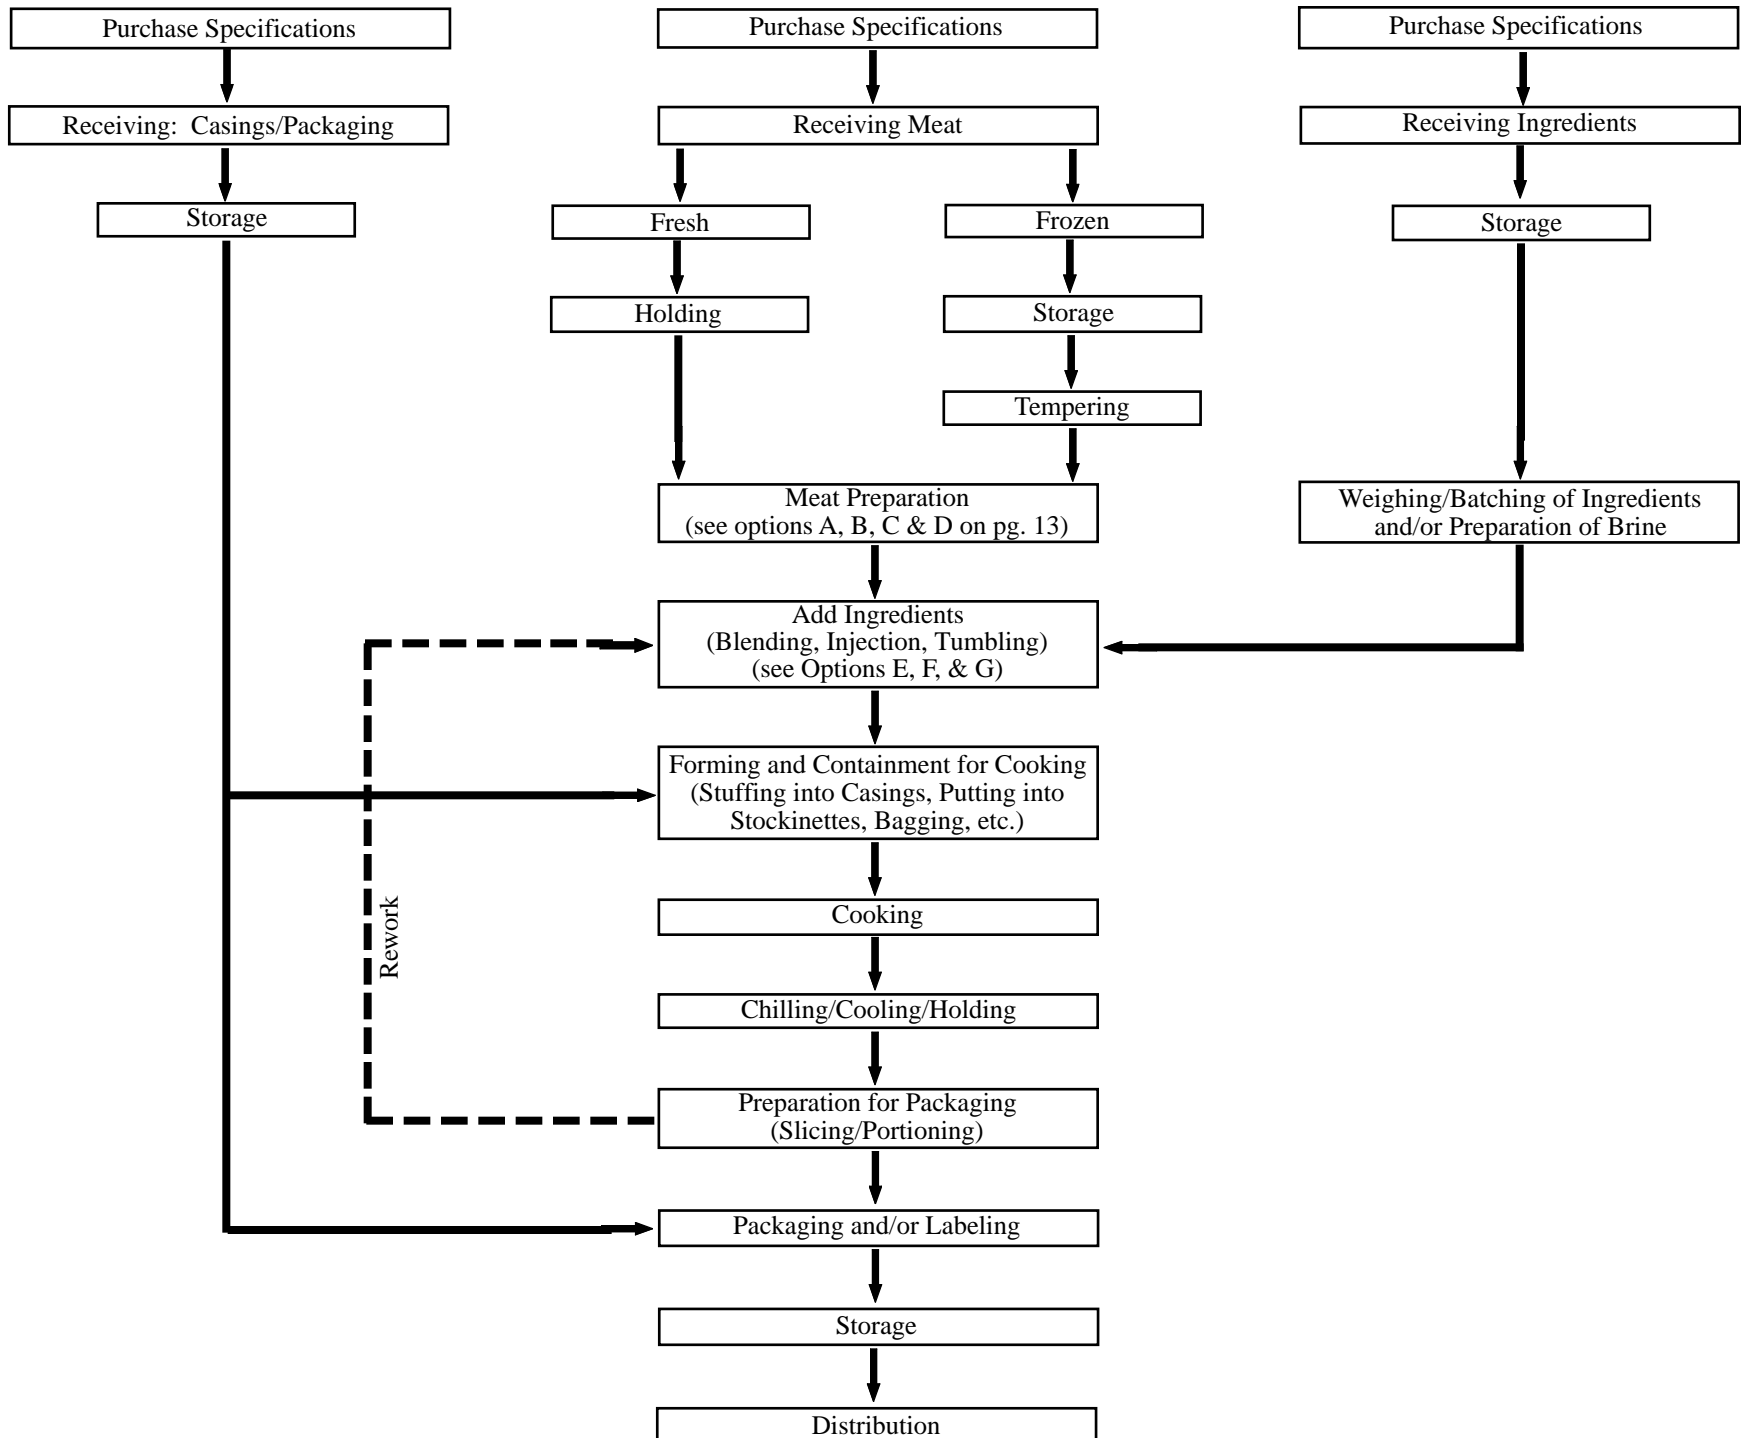 Purchase Specifications
Purchase Specifications
Purchase Specifications
Receiving:  Casings/Packaging
Receiving Meat
Receiving Ingredients
Storage
Fresh
Frozen
Storage
Holding
Storage
Tempering
Meat Preparation
(see options A, B, C & D on pg. 13)
Weighing/Batching of Ingredients
and/or Preparation of Brine
Add Ingredients
(Blending, Injection, Tumbling)
(see Options E, F, & G)
Forming and Containment for Cooking
(Stuffing into Casings, Putting into
Stockinettes, Bagging, etc.)
Cooking
Rework
Chilling/Cooling/Holding
Preparation for Packaging
(Slicing/Portioning)
Packaging and/or Labeling
Storage
Distribution